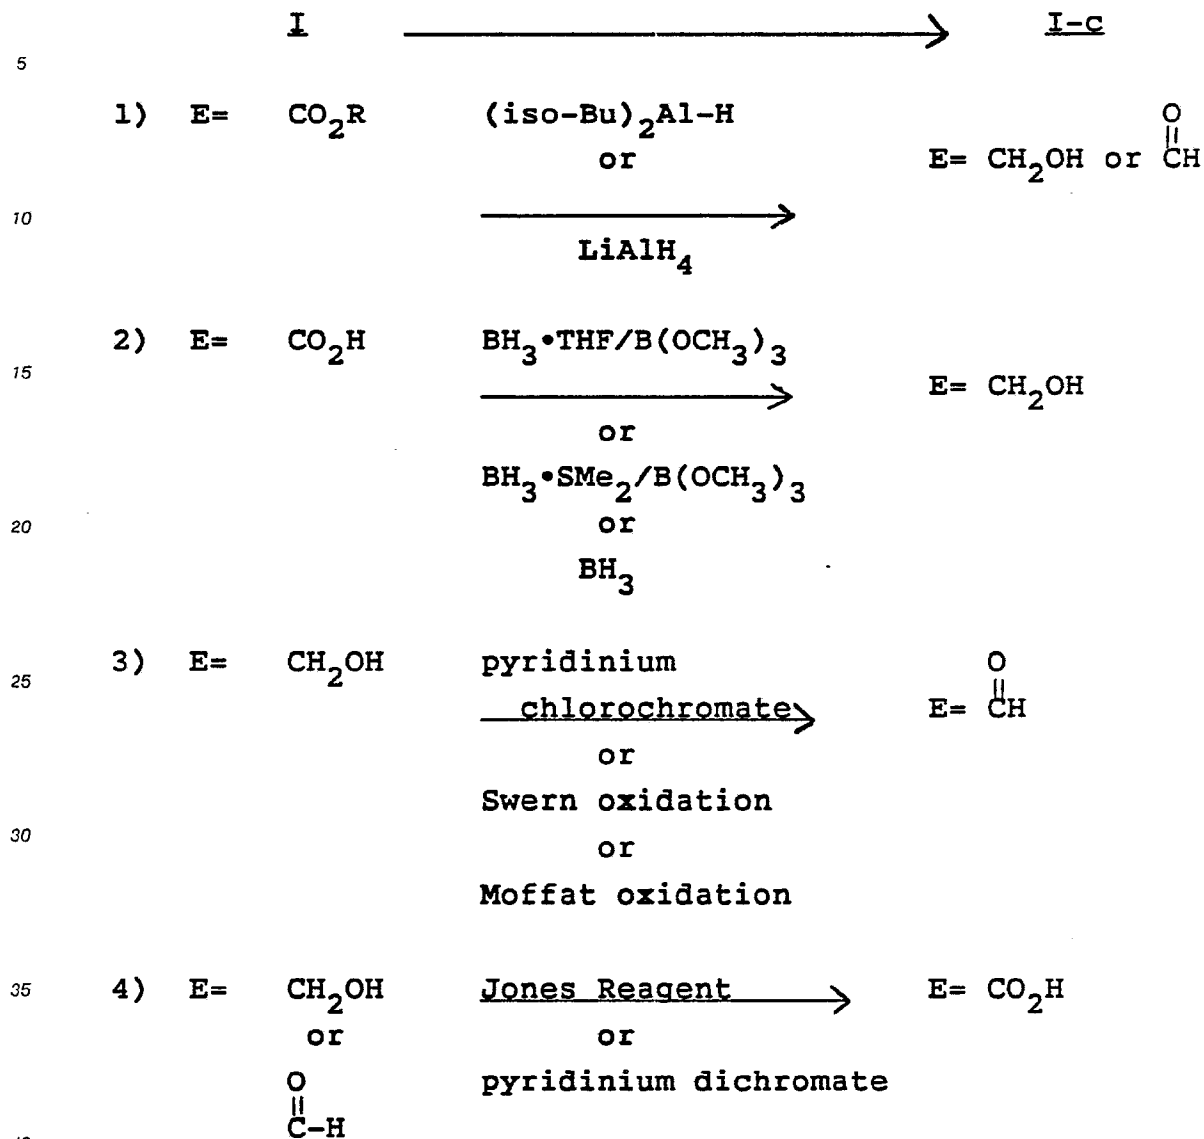 I I-c
5
1) E= CO2R (iso-Bu)2Al-H O
or E= CH2OH or CH
10
LiAlH4
2) E= CO2H BH3•THF/B(OCH3)3
15
E= CH2OH
or
BH3•SMe2/B(OCH3)3
20 or
BH3
3) E= CH2OH pyridinium O
25
chlorochromate E= CH
or
Swern oxidation
30
or
Moffat oxidation
35 4) E= CH2OH Jones Reagent E= CO2H
or or
O pyridinium dichromate
C-H